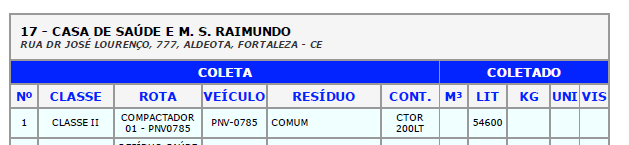 17 - CASA DE SAÚDE E M. S. RAIMUNDO
RUA DR JOSÉ LOURENÇO, 777, ALDEOTA, FORTALEZA - CE
COLETA COLETADO
Nº CLASSE ROTA VEÍCULO RESÍDUO CONT. M³ LIT KG UNI VIS
1 CLASSE II COMPACTADOR 01 - PNV0785 PNV-0785 COMUM CTOR 200LT 54600